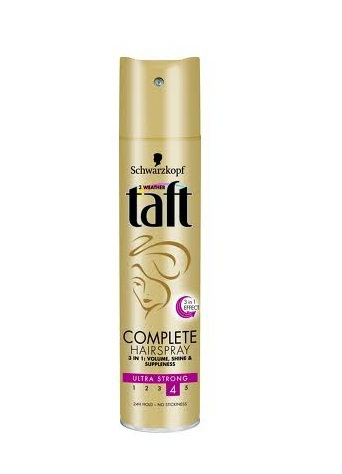 Schwarzkopf
3 WEATHER
taft
3 in 1
EFFECT
COMPLETE
HAIRSPRAY
3 IN 1: VOLUME, SHINE &
SUPPLENESS
ULTRA STRONG
1 2 3 4 5
24H HOLD – NO STICKINESS